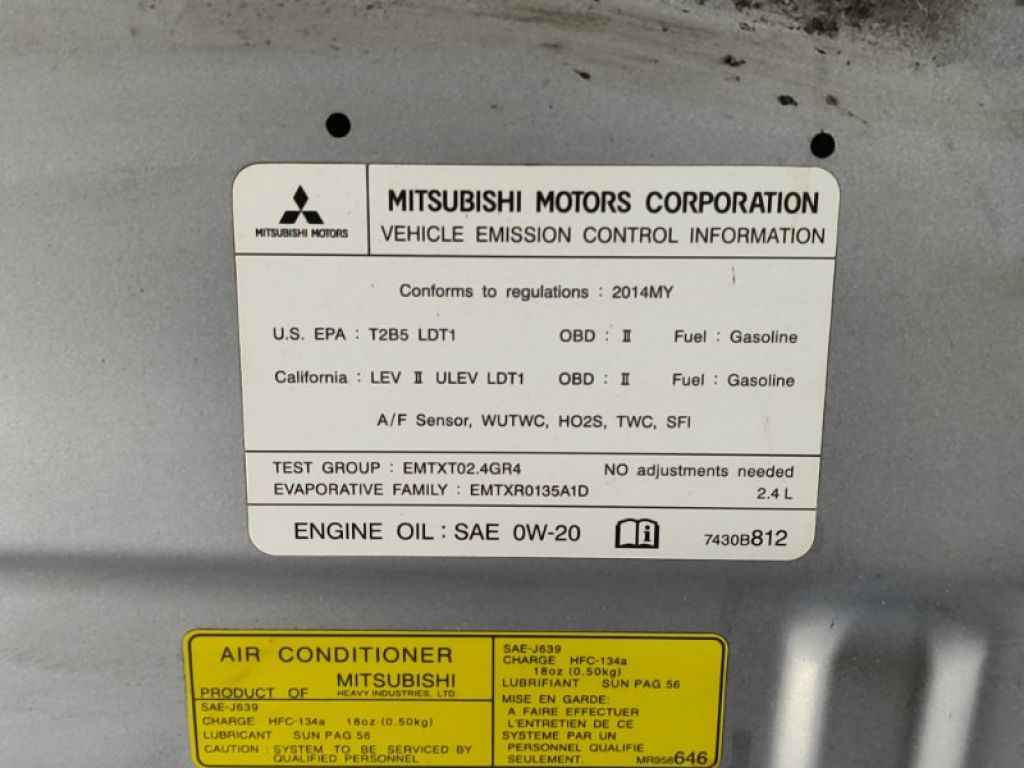 MITSUBISHI MOTORS
MITSUBISHI MOTORS CORPORATION
VEHICLE EMISSION CONTROL INFORMATION
Conforms to regulations : 2014MY
U.S. EPA : T2B5 LDT1 OBD : II Fuel : Gasoline
California : LEV II ULEV LDT1 OBD : II Fuel : Gasoline
A/F Sensor, WUTWC, HO2S, TWC, SFI
TEST GROUP : EMTXT02.4GR4 NO adjustments needed
EVAPORATIVE FAMILY : EMTXR0135A1D 2.4 L
ENGINE OIL : SAE 0W-20 7430B812
AIR CONDITIONER
PRODUCT OF MITSUBISHI
HEAVY INDUSTRIES, LTD.
SAE-J639
CHARGE HFC-134a 18oz (0.50kg)
LUBRICANT SUN PAG 56
CAUTION : SYSTEM TO BE SERVICED BY
QUALIFIED PERSONNEL
SAE-J639
CHARGE HFC-134a
18oz (0.50kg)
LUBRIFIANT SUN PAG 56
MISE EN GARDE:
A FAIRE EFFECTUER
L'ENTRETIEN DE CE
SYSTEME PAR UN
PERSONNEL QUALIFIE
SEULEMENT. MR958646